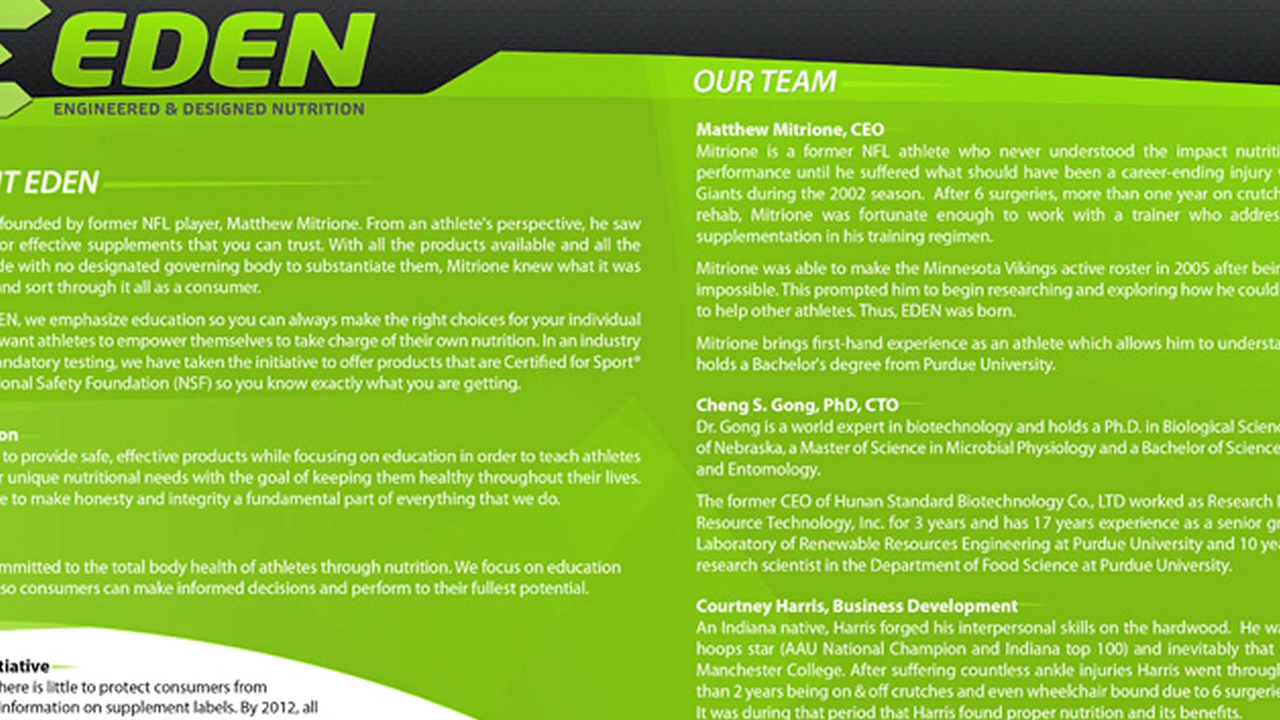 EDEN
ENGINEERED & DESIGNED NUTRITION
T EDEN
founded by former NFL player, Matthew Mitrione. From an athlete's perspective, he saw
or effective supplements that you can trust. With all the products available and all the
de with no designated governing body to substantiate them, Mitrione knew what it was
nd sort through it all as a consumer.
EN, we emphasize education so you can always make the right choices for your individual
want athletes to empower themselves to take charge of their own nutrition. In an industry
ndatory testing, we have taken the initiative to offer products that are Certified for Sport®
ional Safety Foundation (NSF) so you know exactly what you are getting.
on
to provide safe, effective products while focusing on education in order to teach athletes
r unique nutritional needs with the goal of keeping them healthy throughout their lives.
e to make honesty and integrity a fundamental part of everything that we do.
mmitted to the total body health of athletes through nutrition. We focus on education
so consumers can make informed decisions and perform to their fullest potential.
tiative
here is little to protect consumers from
information on supplement labels. By 2012, all
OUR TEAM
Matthew Mitrione, CEO
Mitrione is a former NFL athlete who never understood the impact nutriti
performance until he suffered what should have been a career-ending injury
Giants during the 2002 season. After 6 surgeries, more than one year on crutch
rehab, Mitrione was fortunate enough to work with a trainer who addres
supplementation in his training regimen.
Mitrione was able to make the Minnesota Vikings active roster in 2005 after bein
impossible. This prompted him to begin researching and exploring how he could
to help other athletes. Thus, EDEN was born.
Mitrione brings first-hand experience as an athlete which allows him to understa
holds a Bachelor's degree from Purdue University.
Cheng S. Gong, PhD, CTO
Dr. Gong is a world expert in biotechnology and holds a Ph.D. in Biological Scienc
of Nebraska, a Master of Science in Microbial Physiology and a Bachelor of Science
and Entomology.
The former CEO of Hunan Standard Biotechnology Co., LTD worked as Research
Resource Technology, Inc. for 3 years and has 17 years experience as a senior g
Laboratory of Renewable Resources Engineering at Purdue University and 10 ye
research scientist in the Department of Food Science at Purdue University.
Courtney Harris, Business Development
An Indiana native, Harris forged his interpersonal skills on the hardwood. He wa
hoops star (AAU National Champion and Indiana top 100) and inevitably that
Manchester College. After suffering countless ankle injuries Harris went through
than 2 years being on & off crutches and even wheelchair bound due to 6 surgerie
It was during that period that Harris found proper nutrition and its benefits.